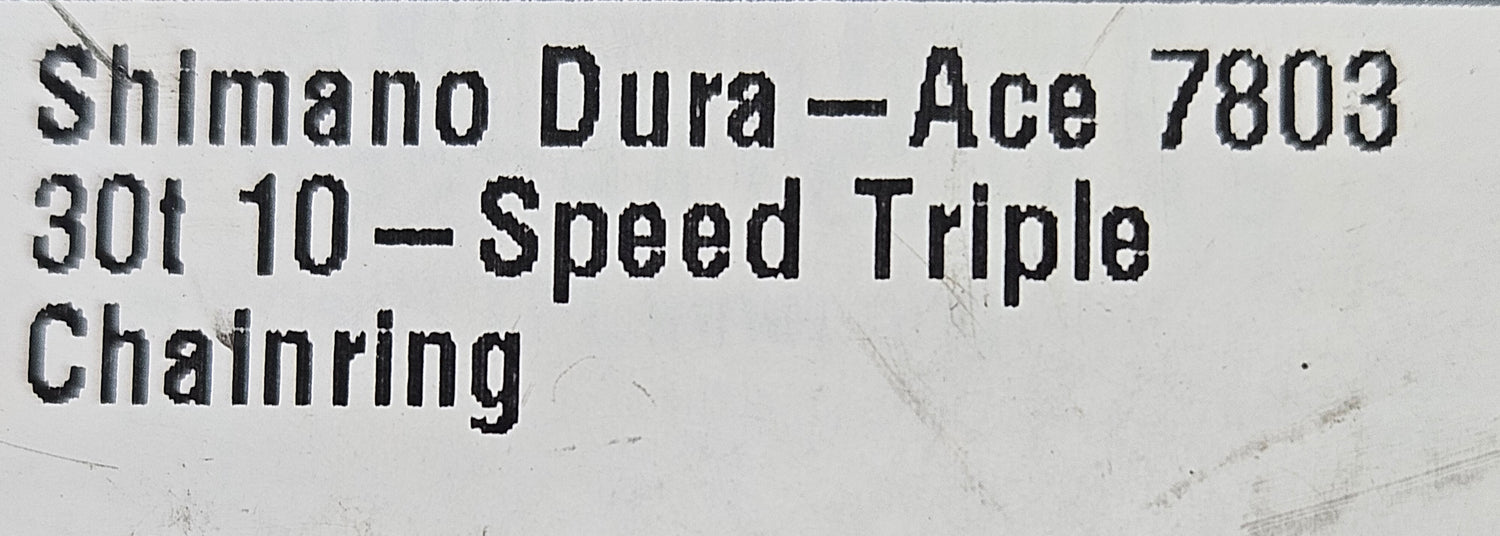 Shimano Dura-Ace 7803
30t 10-Speed Triple
Chainring